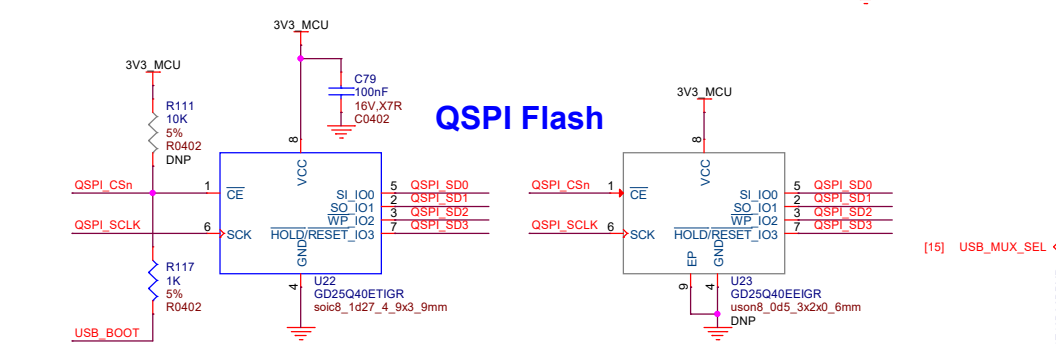 3V3_MCU
3V3_MCU
C79
100nF
16V,X7R
C0402
R111
10K
5%
R0402
DNP
QSPI Flash
3V3_MCU
8
VCC
QSPI_CSn
1
CE
SI_IO0
5
QSPI_SD0
SO_IO1
2
QSPI_SD1
WP_IO2
3
QSPI_SD2
QSPI_SCLK
6
SCK
HOLD/RESET_IO3
7
QSPI_SD3
GND
4
U22
GD25Q40ETIGR
soic8_1d27_4_9x3_9mm
R117
1K
5%
R0402
USB_BOOT
8
VCC
QSPI_CSn
1
CE
SI_IO0
5
QSPI_SD0
SO_IO1
2
QSPI_SD1
WP_IO2
3
QSPI_SD2
QSPI_SCLK
6
SCK
HOLD/RESET_IO3
7
QSPI_SD3
EP
GND
9
4
U23
GD25Q40EEIGR
uson8_0d5_3x2x0_6mm
DNP
[15] USB_MUX_SEL